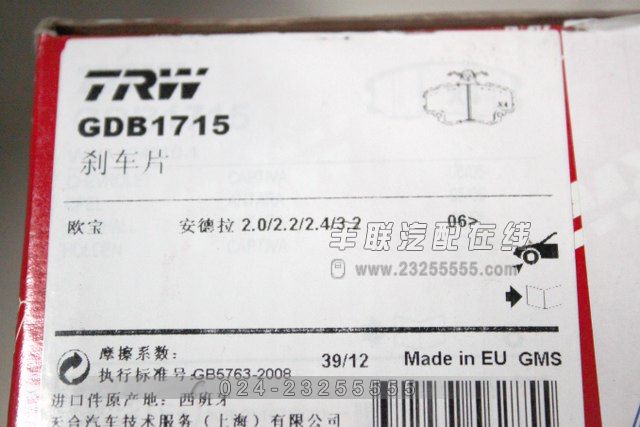 TRW
GDB1715
X4
刹车片
欧宝 安德拉 2.0/2.2/2.4/3.2 06>
丰联汽配在线
www.23255555.com
摩擦系数: 39/12 Made in EU GMS
执行标准号:GB5763-2008
024-23255555
进口件原产地: 西班牙
天合汽车技术服务(上海)有限